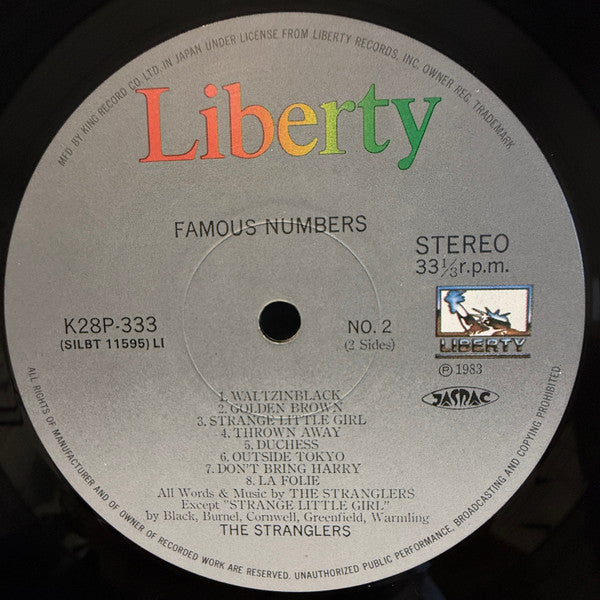 MFD BY KING RECORD CO. LTD. IN JAPAN UNDER LICENSE FROM LIBERTY RECORDS, INC. OWNER REG. TRADEMARK
Liberty
FAMOUS NUMBERS
STEREO
33 1/3 r.p.m.
K28P-333
(SILBT 11595) LI
NO. 2
(2 Sides)
LIBERTY
Ⓟ 1983
JASRAC
1. WALTZINBLACK
2. GOLDEN BROWN
3. STRANGE LITTLE GIRL
4. THROWN AWAY
5. DUCHESS
6. OUTSIDE TOKYO
7. DON'T BRING HARRY
8. LA FOLIE
All Words & Music by THE STRANGLERS
Except "STRANGE LITTLE GIRL"
by Black, Burnel, Cornwell, Greenfield, Warmling
THE STRANGLERS
ALL RIGHTS OF MANUFACTURER AND OF OWNER OF RECORDED WORK ARE RESERVED. UNAUTHORIZED PUBLIC PERFORMANCE, BROADCASTING AND COPYING PROHIBITED.